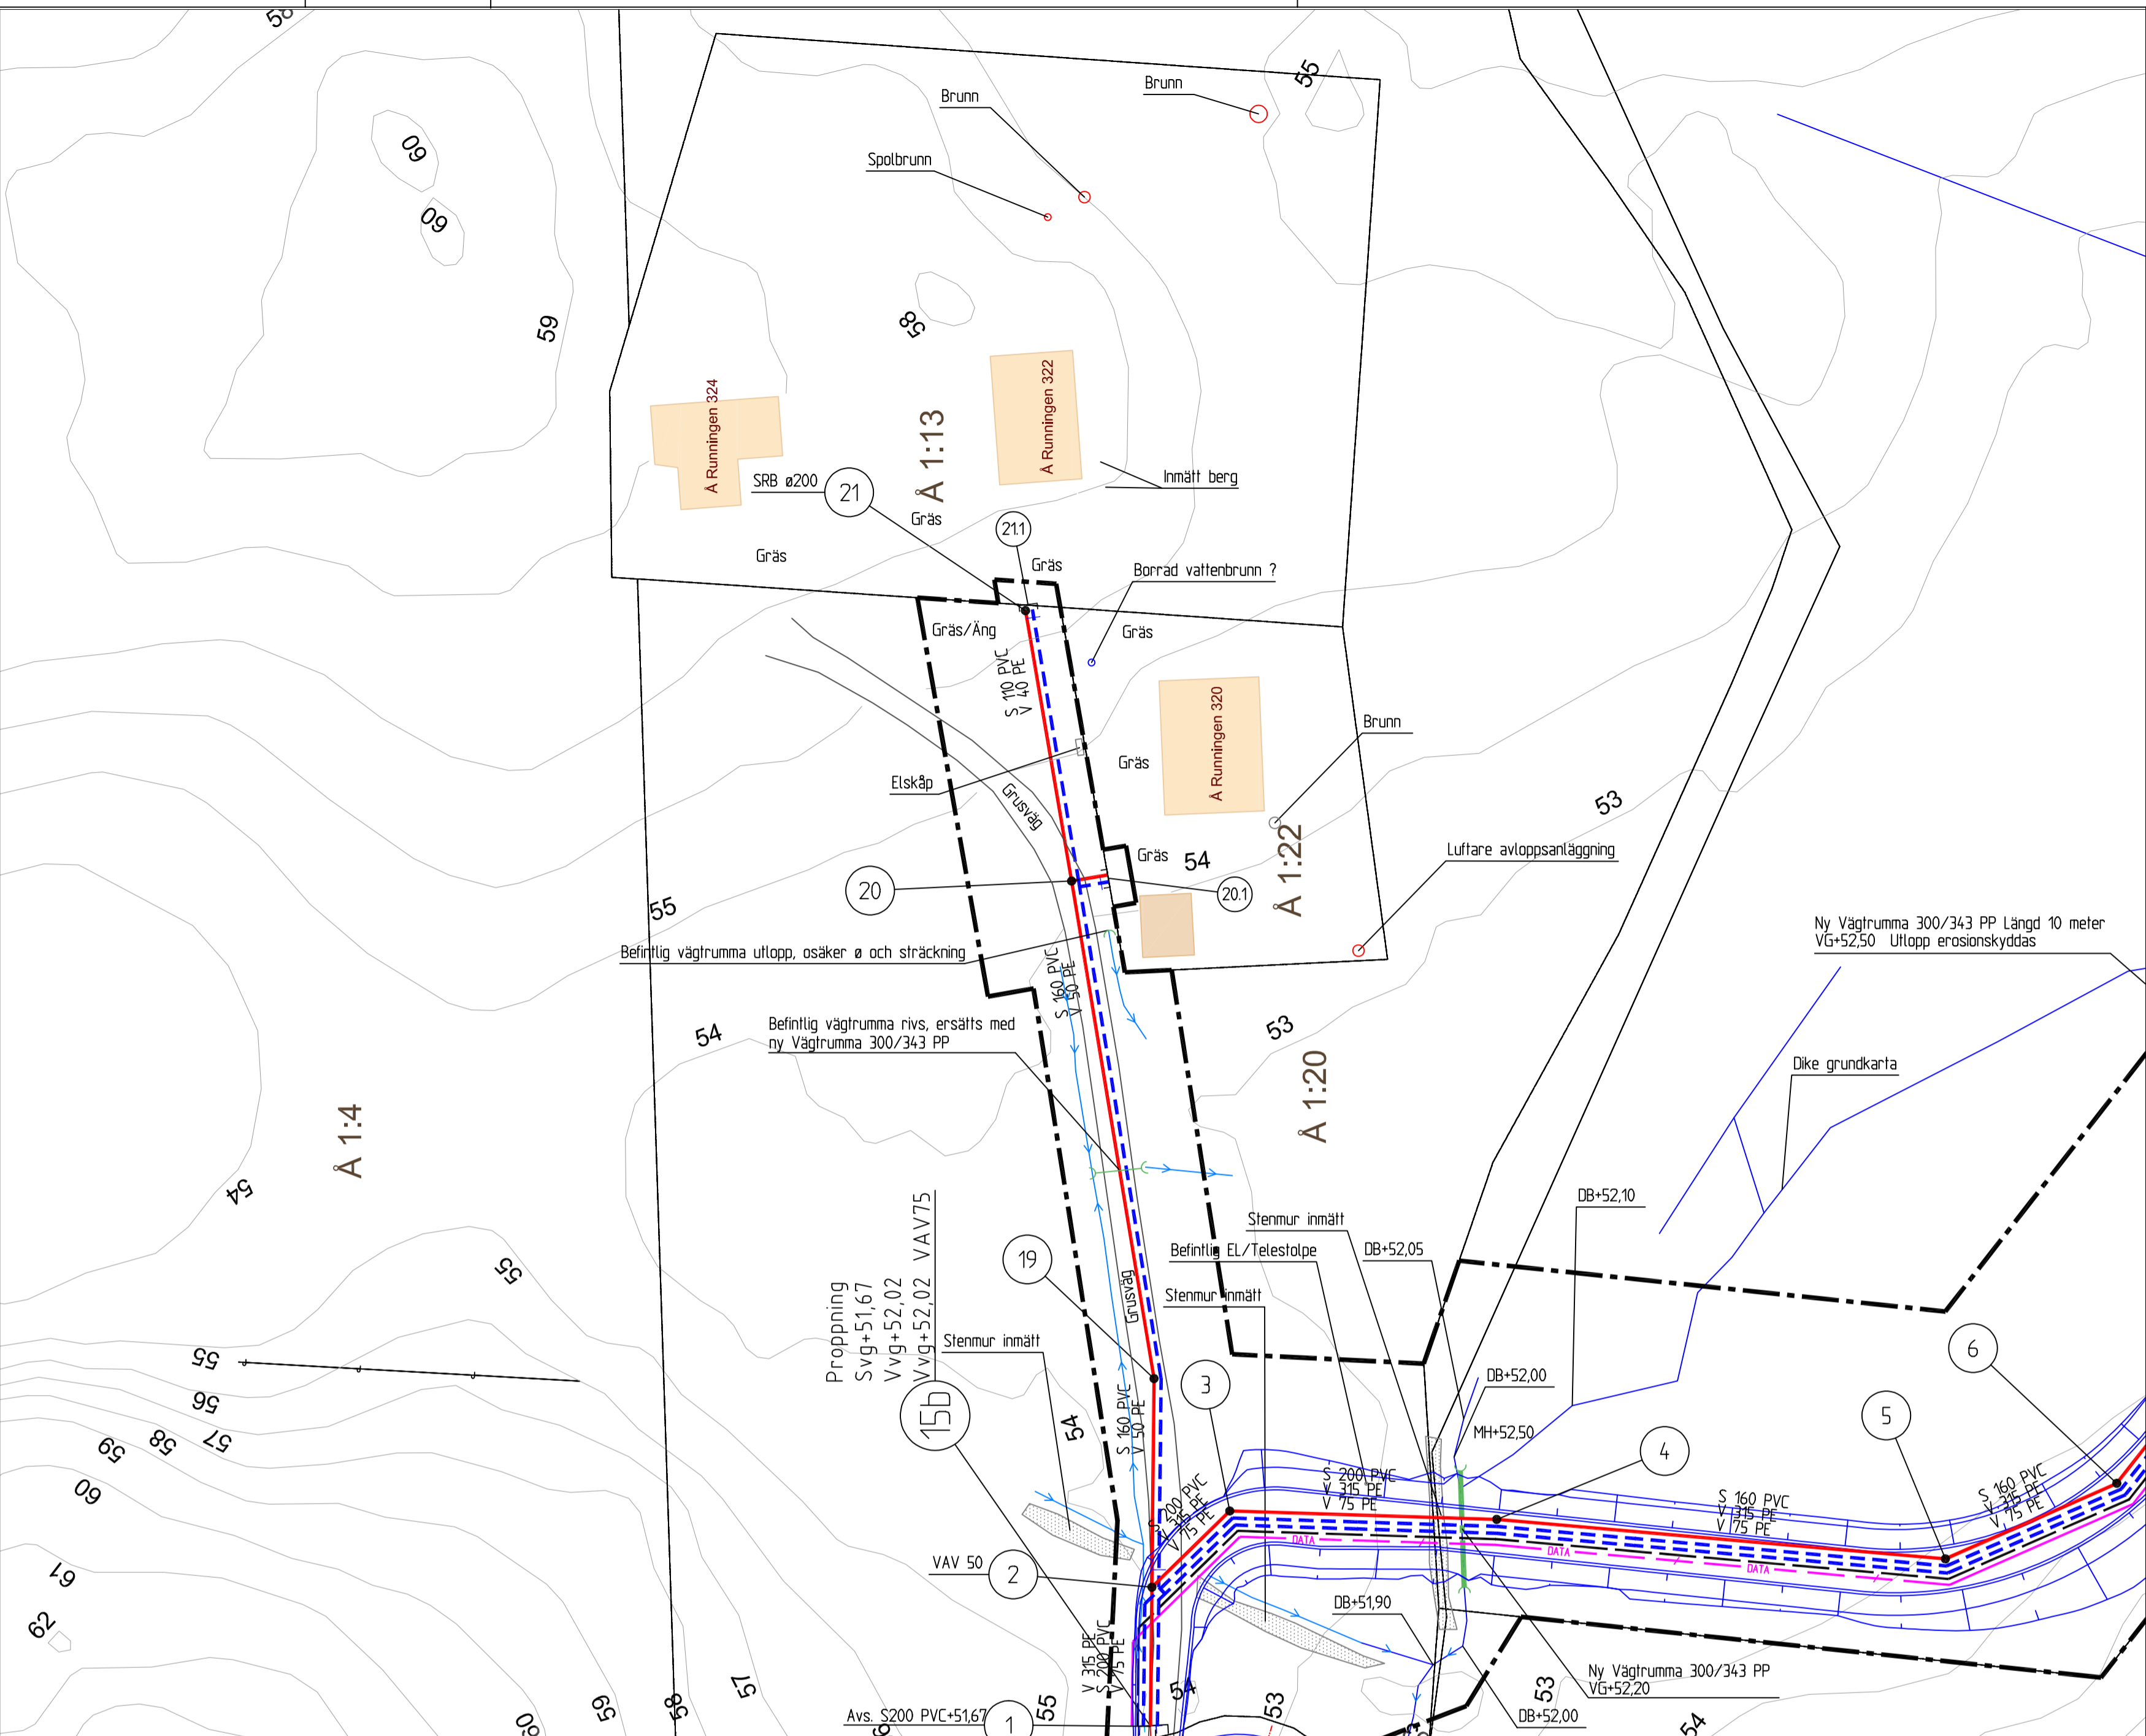 58
55
Brunn
Brunn
Spolbrunn
60
60
59
58
Å Runningen 324
Å Runningen 322
Å 1:13
SRB ø200
21
Inmätt berg
Gräs
21.1
Gräs
Gräs
Borrad vattenbrunn ?
Gräs/Äng
Gräs
S 110 PVC
V 40 PE
Å Runningen 320
Brunn
Elskåp
Gräs
Grusväg
53
Å 1:22
Gräs
54
Luftare avloppsanläggning
20
20.1
55
Befintlig vägtrumma utlopp, osäker ø och sträckning
Ny Vägtrumma 300/343 PP Längd 10 meter
VG+52,50 Utlopp erosionskyddas
S 160 PVC
V 50 PE
54
Befintlig vägtrumma rivs, ersätts med
ny Vägtrumma 300/343 PP
53
Å 1:20
Dike grundkarta
Å 1:4
54
DB+52,10
Stenmur inmätt
Befintlig EL/Telestolpe
DB+52,05
19
55
Proppning
Svg+51,67
Vvg+52,02
Vvg+52,02 VAV75
15b
Grusväg
Stenmur inmätt
Stenmur inmätt
55
3
6
DB+52,00
56
5
S 160 PVC
V 50 PE
54
MH+52,50
57
58
59
4
60
S 200 PVC
V 315 PE
V 75 PE
S 200 PVC
V 315 PE
V 75 PE
S 160 PVC
V 315 PE
V 75 PE
S 160 PVC
V 315 PE
V 75 PE
DATA
DATA
DATA
VAV 50
2
61
62
DB+51,90
V 315 PE
S 200 PVC
V 75 PE
Ny Vägtrumma 300/343 PP
VG+52,20
57
54
53
53
55
58
59
60
Avs. S200 PVC+51,67
1
DB+52,00
54